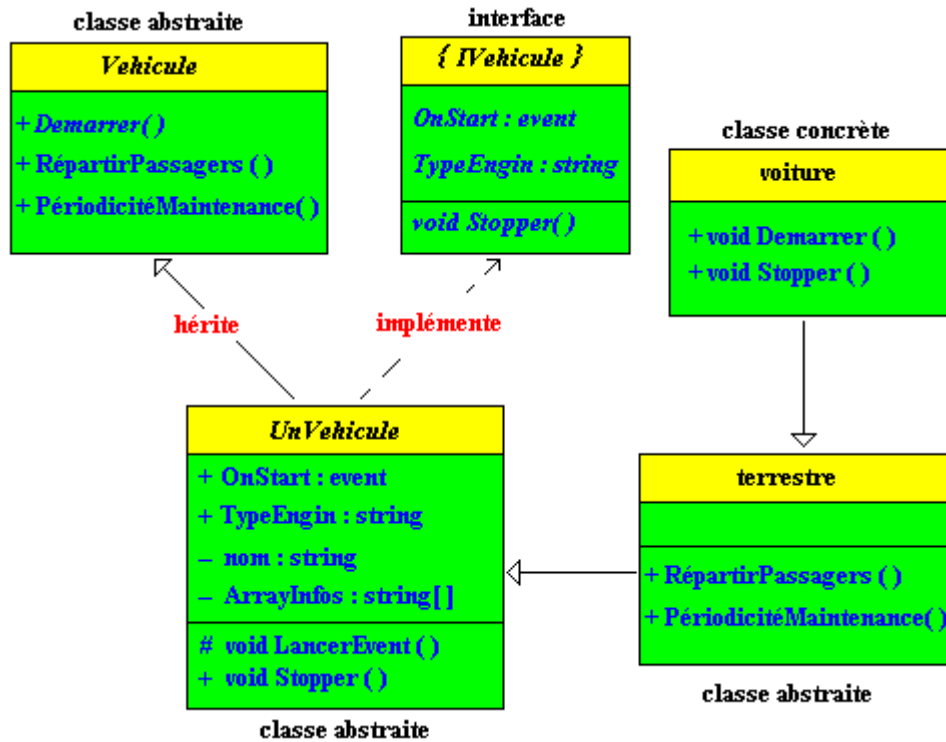 classe abstraite
Vehicule
+ Demarrer()
+ RépartirPassagers ( )
+ PériodicitéMaintenance( )
interface
{ IVehicule }
OnStart : event
TypeEngin : string
void Stopper()
classe concrète
voiture
+ void Demarrer ( )
+ void Stopper ( )
hérite
implémente
UnVehicule
+ OnStart : event
+ TypeEngin : string
– nom : string
– ArrayInfos : string[ ]
# void LancerEvent ( )
+ void Stopper ( )
classe abstraite
terrestre
+ RépartirPassagers ( )
+ PériodicitéMaintenance( )
classe abstraite